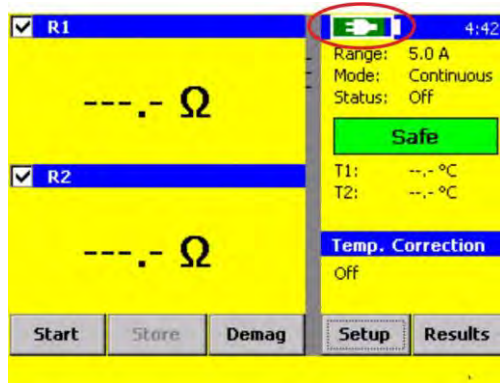 R1
---.- Ω
R2
---.- Ω
4:42
Range: 5.0 A
Mode: Continuous
Status: Off
Safe
T1: --.- °C
T2: --.- °C
Temp. Correction
Off
Start Store Demag Setup Results